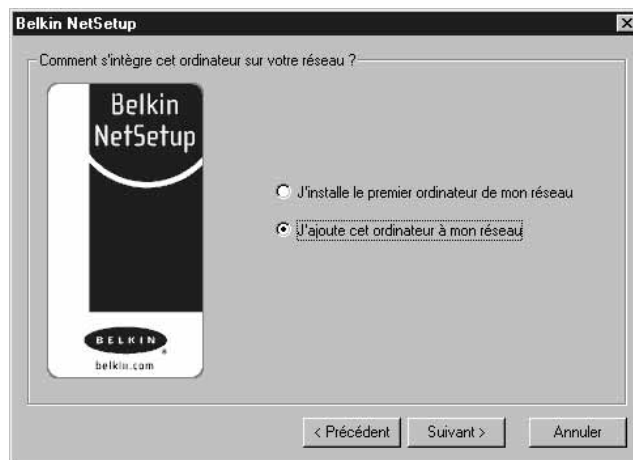 Belkin NetSetup
Comment s'intègre cet ordinateur sur votre réseau ?
Belkin
NetSetup
J'installe le premier ordinateur de mon réseau
J'ajoute cet ordinateur à mon réseau
BELKIN
®
belkin.com
< Précédent
Suivant >
Annuler